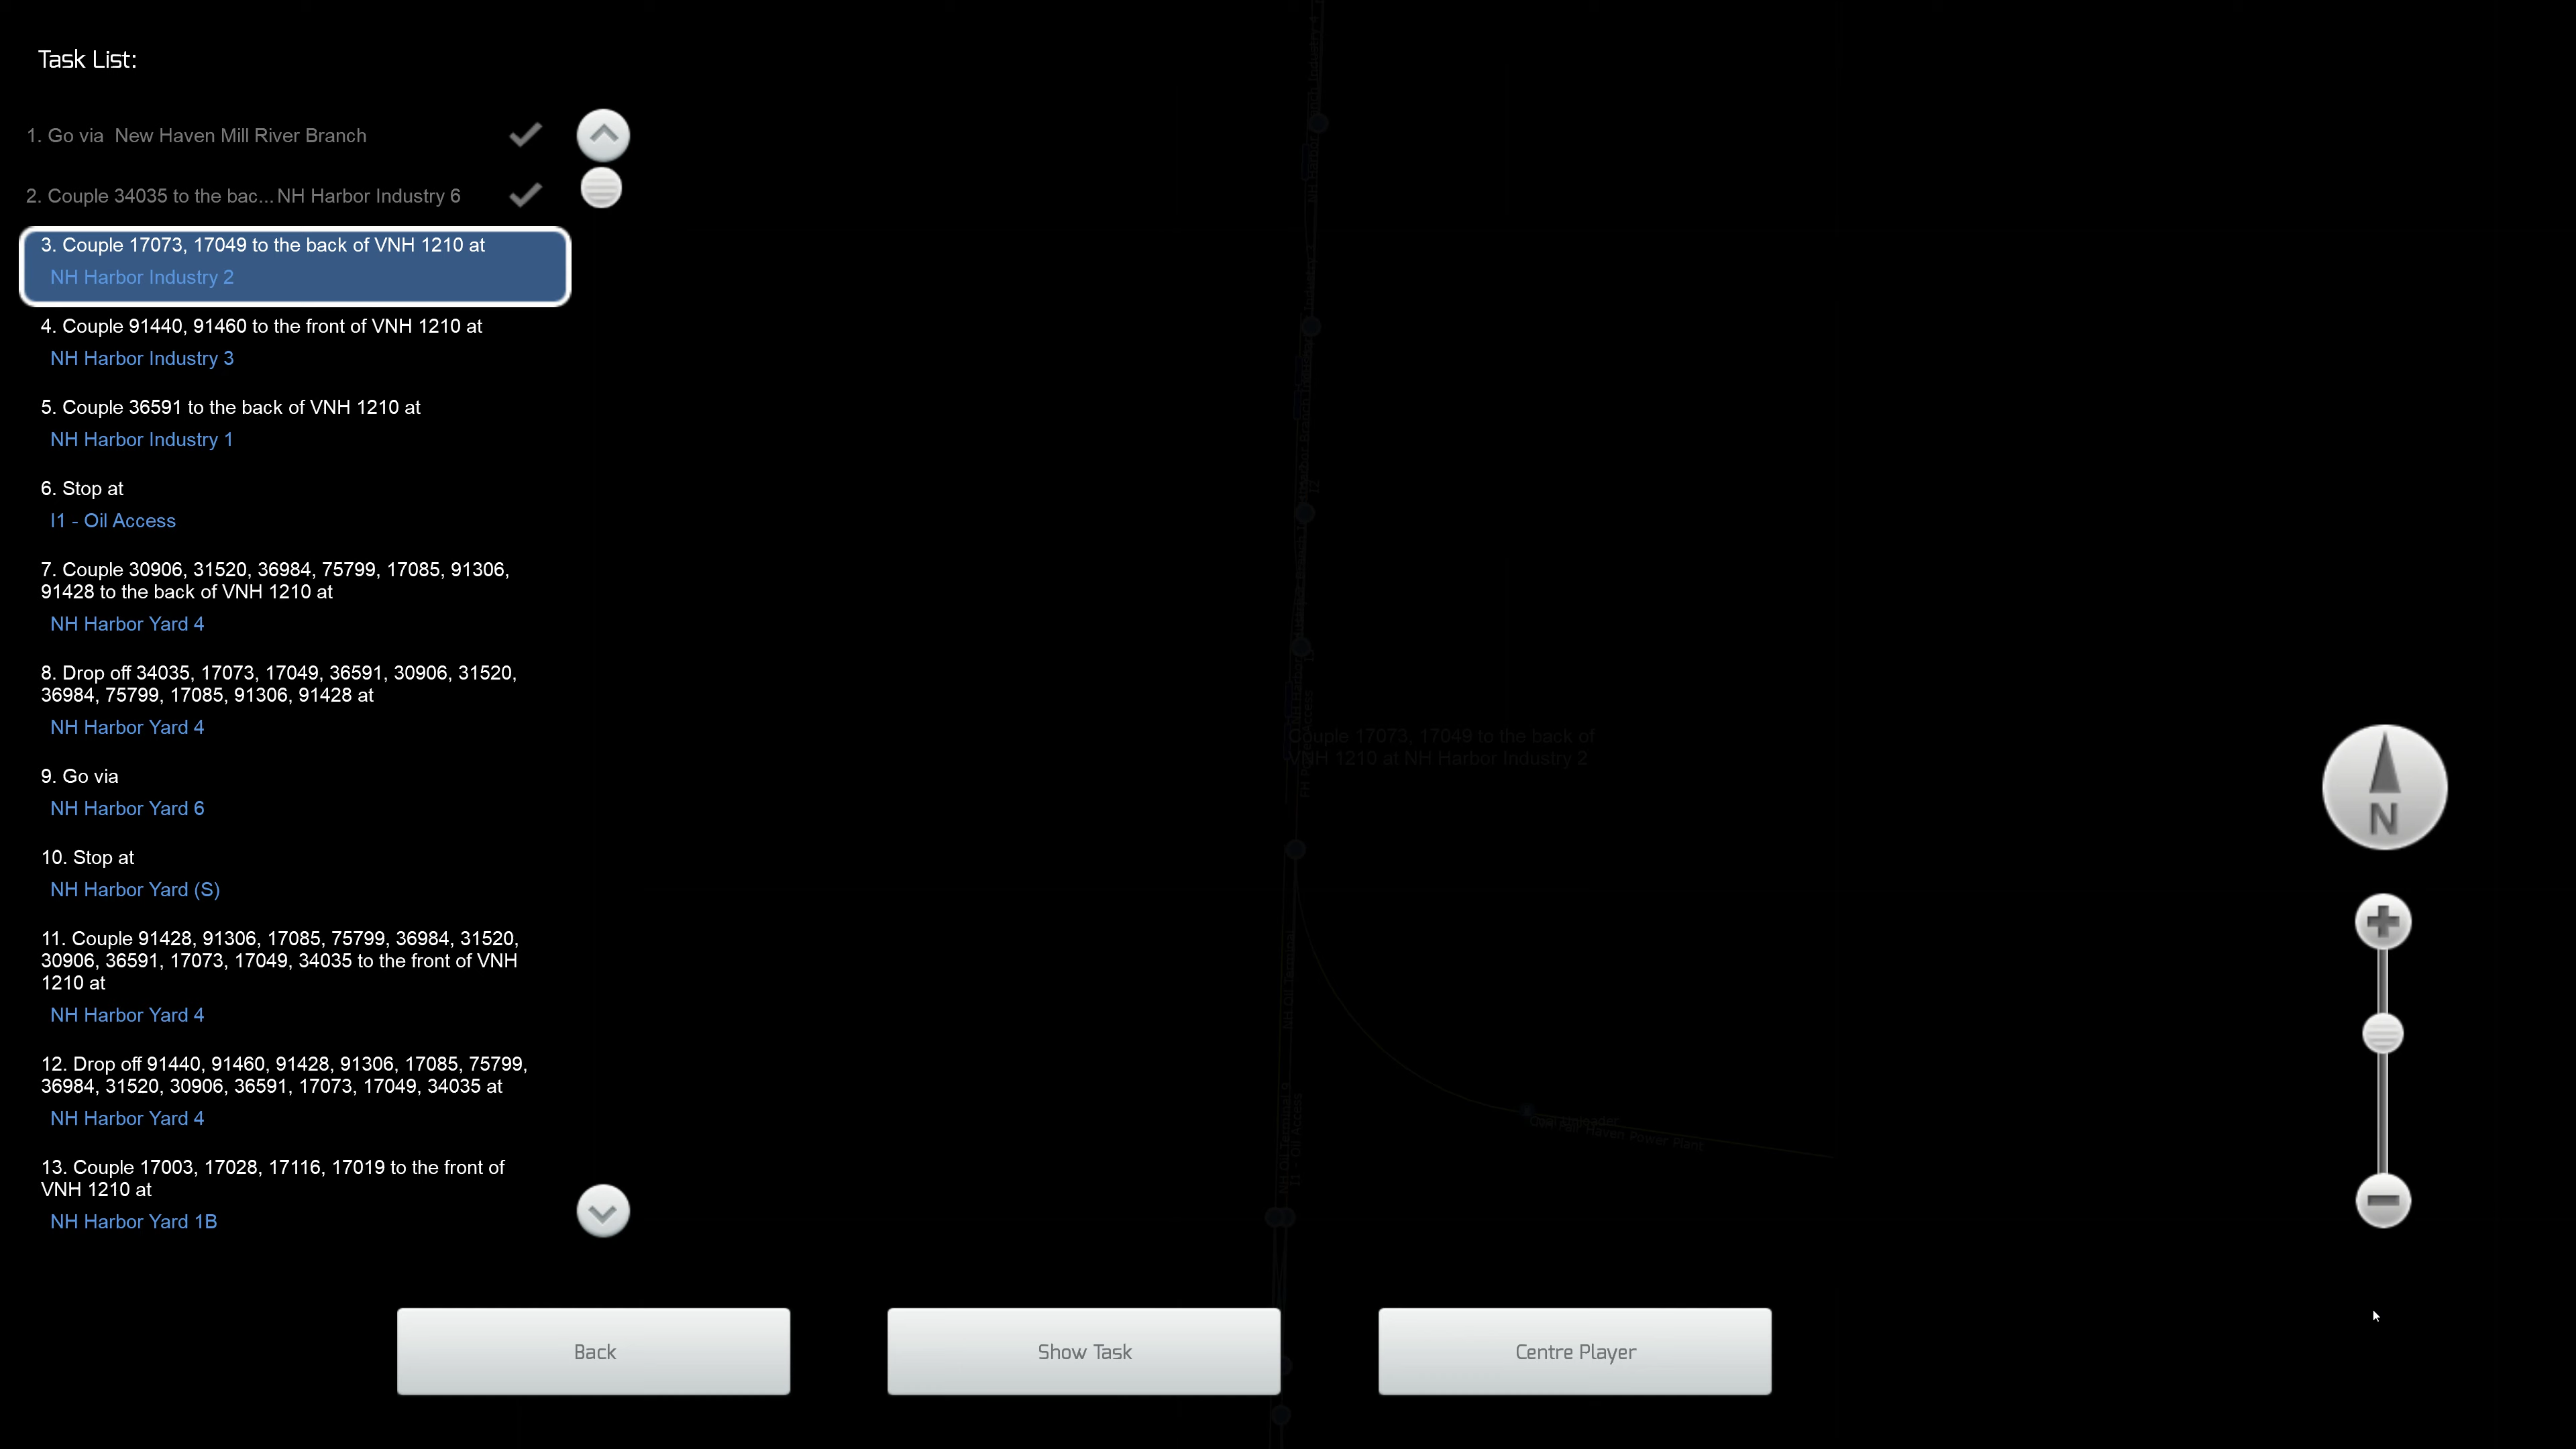 Task List:
1. Go via  New Haven Mill River Branch
2. Couple 34035 to the bac... NH Harbor Industry 6
3. Couple 17073, 17049 to the back of VNH 1210 at
NH Harbor Industry 2
4. Couple 91440, 91460 to the front of VNH 1210 at
NH Harbor Industry 3
5. Couple 36591 to the back of VNH 1210 at
NH Harbor Industry 1
6. Stop at
I1 - Oil Access
7. Couple 30906, 31520, 36984, 75799, 17085, 91306,
91428 to the back of VNH 1210 at
NH Harbor Yard 4
8. Drop off 34035, 17073, 17049, 36591, 30906, 31520,
36984, 75799, 17085, 91306, 91428 at
NH Harbor Yard 4
9. Go via
NH Harbor Yard 6
10. Stop at
NH Harbor Yard (S)
11. Couple 91428, 91306, 17085, 75799, 36984, 31520,
30906, 36591, 17073, 17049, 34035 to the front of VNH
1210 at
NH Harbor Yard 4
12. Drop off 91440, 91460, 91428, 91306, 17085, 75799,
36984, 31520, 30906, 36591, 17073, 17049, 34035 at
NH Harbor Yard 4
13. Couple 17003, 17028, 17116, 17019 to the front of
VNH 1210 at
NH Harbor Yard 1B
Couple 17073, 17049 to the back of
VNH 1210 at NH Harbor Industry 2
Haven Power Plant
NH Oil Terminal
I1 - Oil Access
N
Back
Show Task
Centre Player